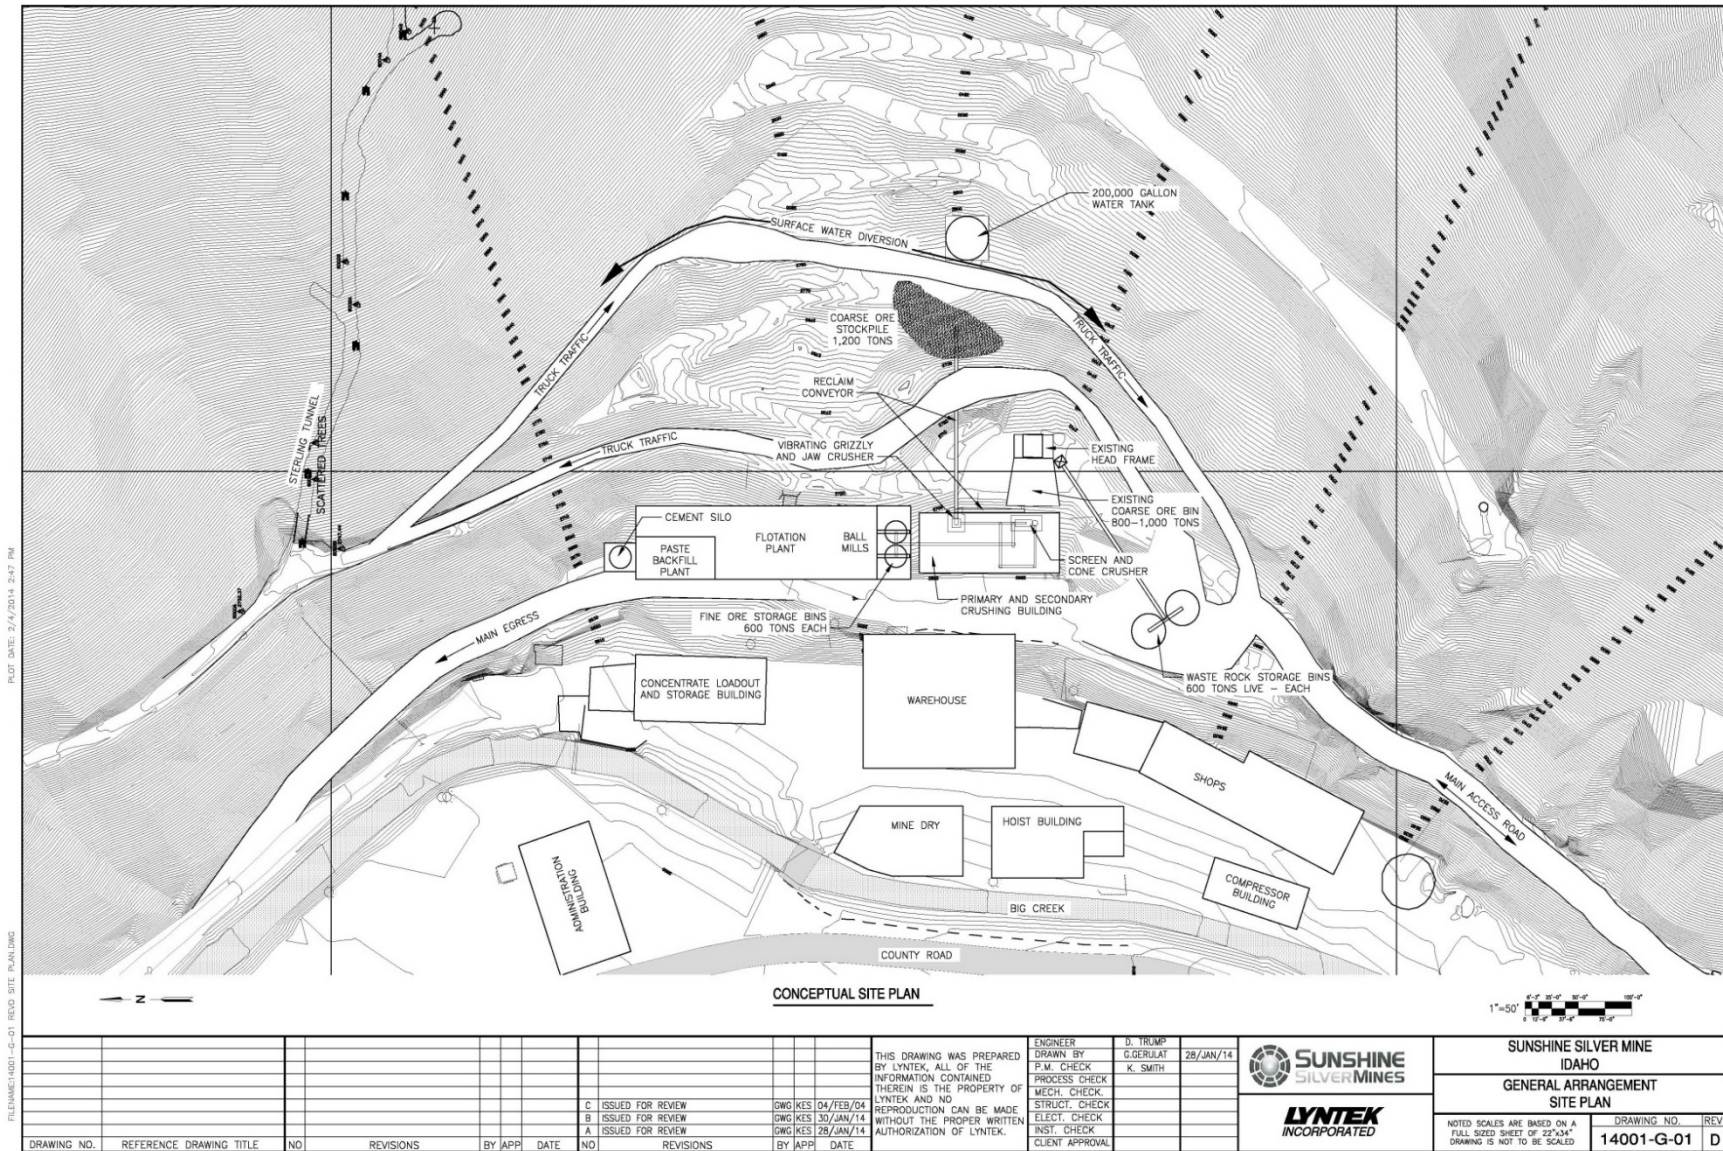 200,000 GALLON
WATER TANK
SURFACE WATER DIVERSION
COARSE ORE
STOCKPILE
1,200 TONS
TRUCK TRAFFIC
TRUCK TRAFFIC
RECLAIM
CONVEYOR
STERLING TUNNEL
SCATTERED TREES
TRUCK TRAFFIC
VIBRATING GRIZZLY
AND JAW CRUSHER
EXISTING
HEAD FRAME
EXISTING
COARSE ORE BIN
800-1,000 TONS
CEMENT SILO
FLOTATION
PLANT
BALL
MILLS
PASTE
BACKFILL
PLANT
SCREEN AND
CONE CRUSHER
PRIMARY AND SECONDARY
CRUSHING BUILDING
FINE ORE STORAGE BINS
600 TONS EACH
MAIN EGRESS
CONCENTRATE LOADOUT
AND STORAGE BUILDING
WAREHOUSE
WASTE ROCK STORAGE BINS
600 TONS LIVE - EACH
SHOPS
MAIN ACCESS ROAD
MINE DRY
HOIST BUILDING
ADMINISTRATION
BUILDING
COMPRESSOR
BUILDING
BIG CREEK
COUNTY ROAD
N
CONCEPTUAL SITE PLAN
1"=50'
PLOT DATE: 2/4/2014 2:47 PM
FILENAME:14001-G-01 REVD SITE PLAN.DWG
C ISSUED FOR REVIEW GWG KES 04/FEB/04
B ISSUED FOR REVIEW GWG KES 30/JAN/14
A ISSUED FOR REVIEW GWG KES 28/JAN/14
DRAWING NO. REFERENCE DRAWING TITLE NO REVISIONS BY APP DATE NO REVISIONS BY APP DATE
THIS DRAWING WAS PREPARED
BY LYNTEK, ALL OF THE
INFORMATION CONTAINED
THEREIN IS THE PROPERTY OF
LYNTEK AND NO
REPRODUCTION CAN BE MADE
WITHOUT THE PROPER WRITTEN
AUTHORIZATION OF LYNTEK.
ENGINEER D. TRUMP
DRAWN BY G.GERULAT 28/JAN/14
P.M. CHECK K. SMITH
PROCESS CHECK
MECH. CHECK.
STRUCT. CHECK
ELECT. CHECK
INST. CHECK
CLIENT APPROVAL
SUNSHINE
SILVERMINES
LYNTEK
INCORPORATED
SUNSHINE SILVER MINE
IDAHO
GENERAL ARRANGEMENT
SITE PLAN
NOTED SCALES ARE BASED ON A
FULL SIZED SHEET OF 22"x34"
DRAWING IS NOT TO BE SCALED
DRAWING NO. REV
14001-G-01 D